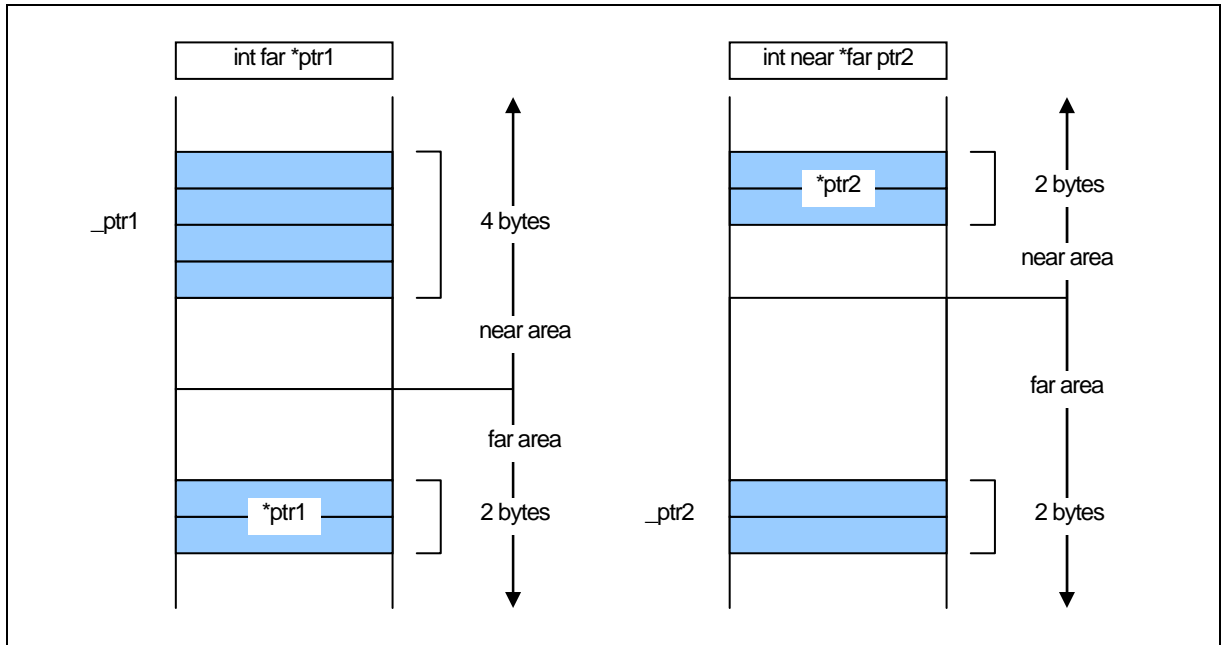 int far *ptr1
_ptr1
4 bytes
near area
far area
*ptr1
2 bytes
int near *far ptr2
*ptr2
2 bytes
near area
far area
_ptr2
2 bytes